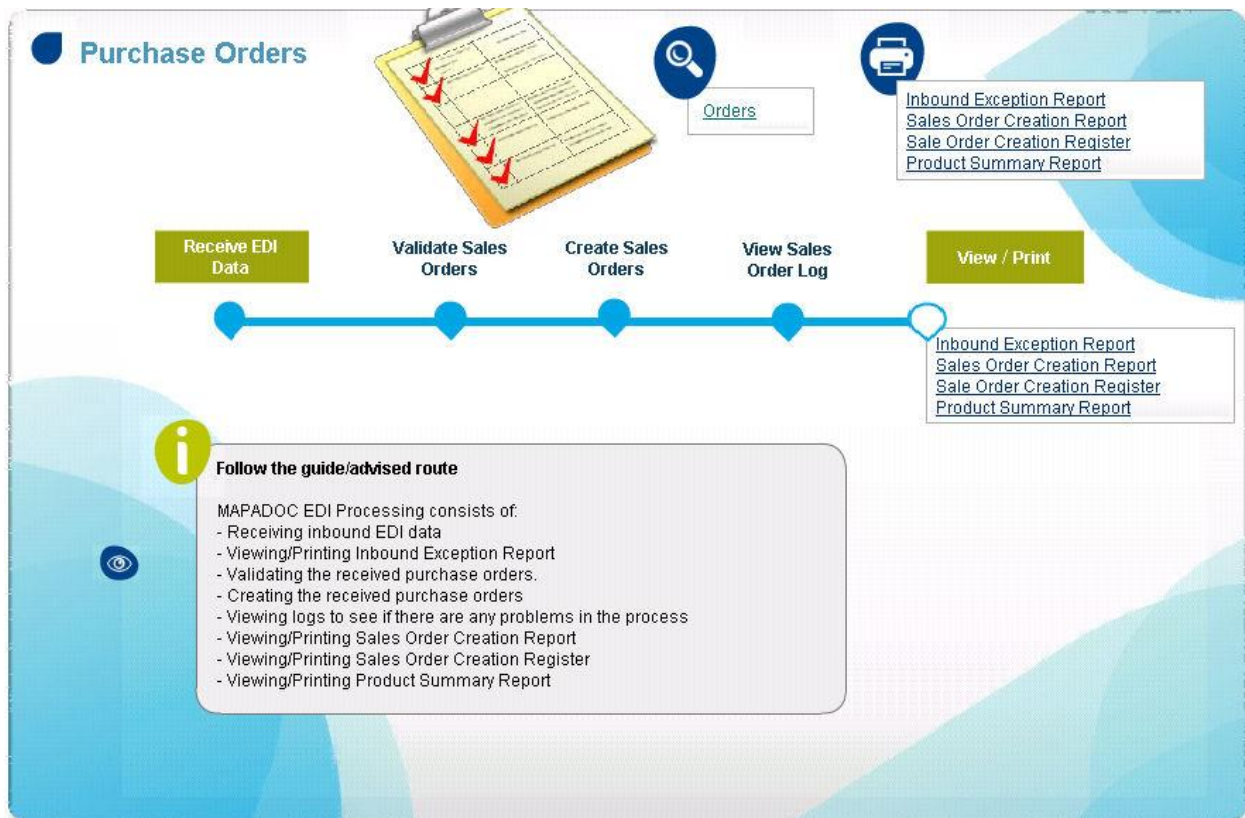 Purchase Orders
Orders
Inbound Exception Report
Sales Order Creation Report
Sale Order Creation Register
Product Summary Report
Receive EDI
Data
Validate Sales
Orders
Create Sales
Orders
View Sales
Order Log
View / Print
Inbound Exception Report
Sales Order Creation Report
Sale Order Creation Register
Product Summary Report
Follow the guide/advised route
MAPADOC EDI Processing consists of:
- Receiving inbound EDI data
- Viewing/Printing Inbound Exception Report
- Validating the received purchase orders.
- Creating the received purchase orders
- Viewing logs to see if there are any problems in the process
- Viewing/Printing Sales Order Creation Report
- Viewing/Printing Sales Order Creation Register
- Viewing/Printing Product Summary Report